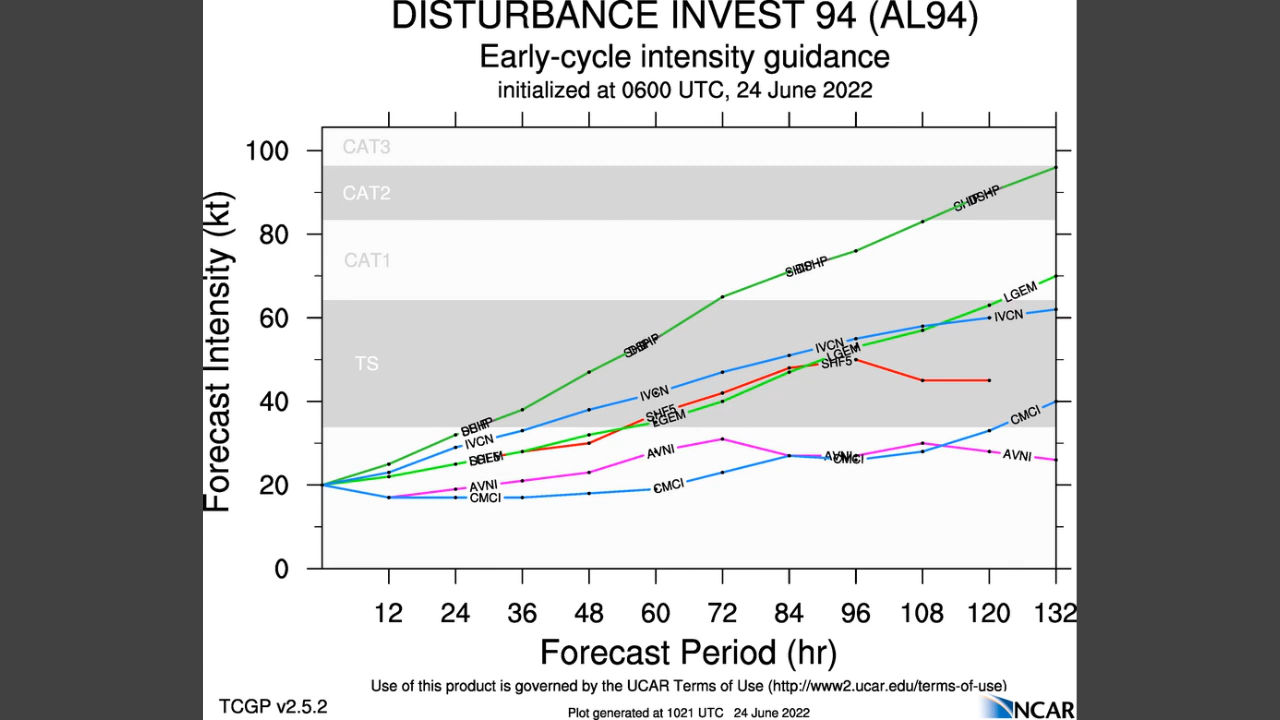 DISTURBANCE INVEST 94 (AL94)
Early-cycle intensity guidance
initialized at 0600 UTC, 24 June 2022
Forecast Intensity (kt)
100
80
60
40
20
0
CAT3
CAT2
CAT1
TS
DSHP
SHIP
DSHP
LGEM
IVCN
IVCN
LGEM
SHF5
IVCN
SHF5
LGEM
CMCI
IVCN
AVNI
AVNI
CMCI
AVNI
AVNI
CMCI
CMCI
12 24 36 48 60 72 84 96 108 120 132
Forecast Period (hr)
Use of this product is governed by the UCAR Terms of Use (http://www2.ucar.edu/terms-of-use)
TCGP v2.5.2
Plot generated at 1021 UTC 24 June 2022
NCAR